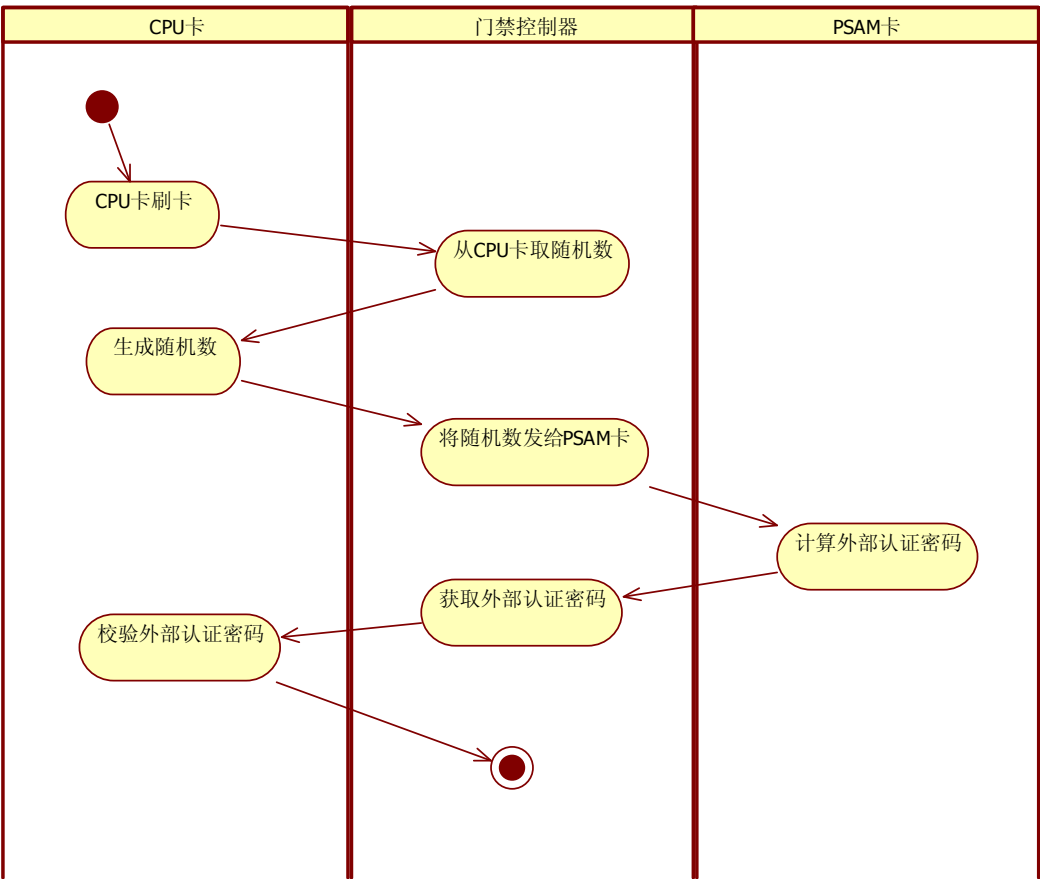 CPU卡
门禁控制器
PSAM卡
CPU卡刷卡
从CPU卡取随机数
生成随机数
将随机数发给PSAM卡
计算外部认证密码
获取外部认证密码
校验外部认证密码